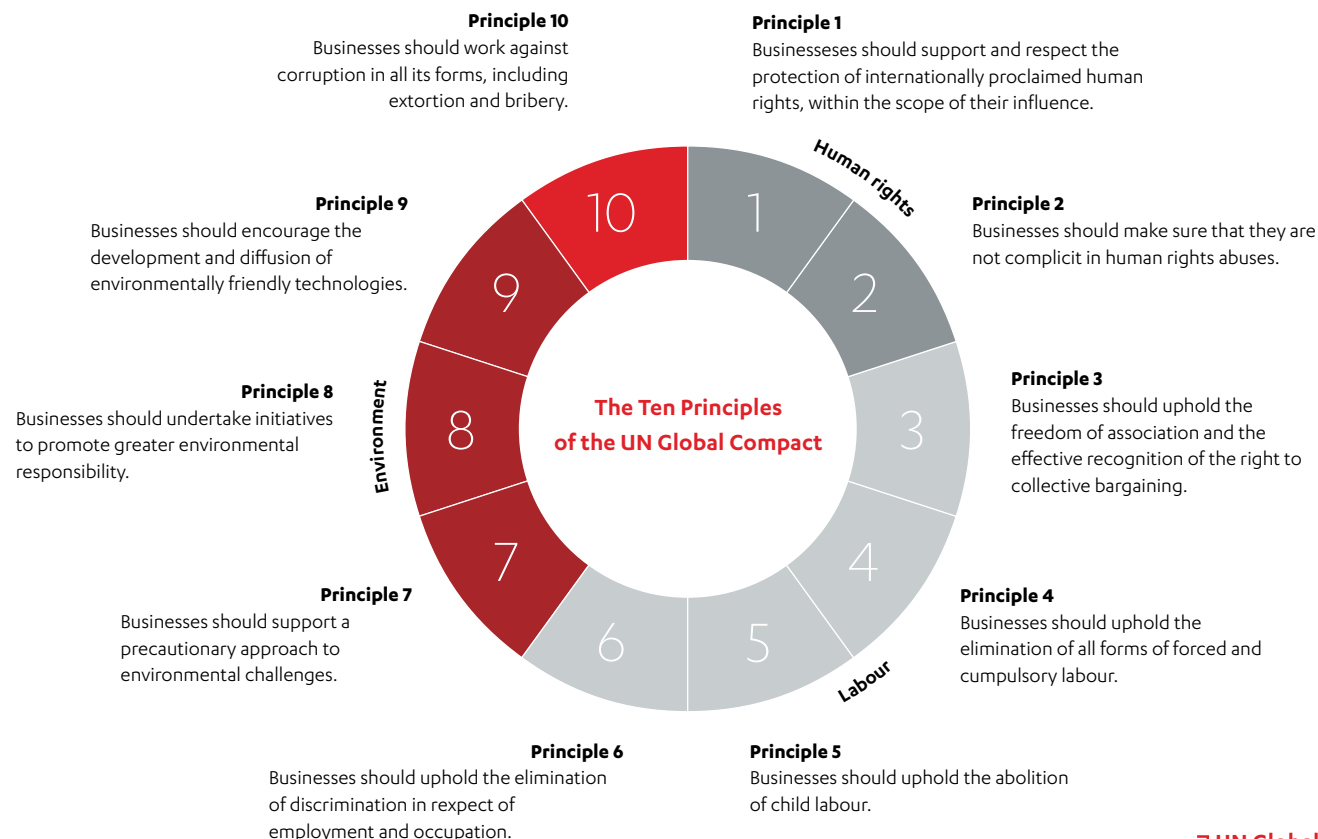 Principle 10
Businesses should work against
corruption in all its forms, including
extortion and bribery.
Principle 1
Businesseses should support and respect the
protection of internationally proclaimed human
rights, within the scope of their influence.
Human rights
Principle 2
Businesses should make sure that they are
not complicit in human rights abuses.
Principle 3
Businesses should uphold the
freedom of association and the
effective recognition of the right to
collective bargaining.
Principle 4
Businesses should uphold the
elimination of all forms of forced and
cumpulsory labour.
Labour
Principle 5
Businesses should uphold the abolition
of child labour.
Principle 6
Businesses should uphold the elimination
of discrimination in rexpect of
employment and occupation.
Principle 7
Businesses should support a
precautionary approach to
environmental challenges.
Environment
Principle 8
Businesses should undertake initiatives
to promote greater environmental
responsibility.
Principle 9
Businesses should encourage the
development and diffusion of
environmentally friendly technologies.
1
2
3
4
5
6
7
8
9
10
The Ten Principles
of the UN Global Compact
UN Global